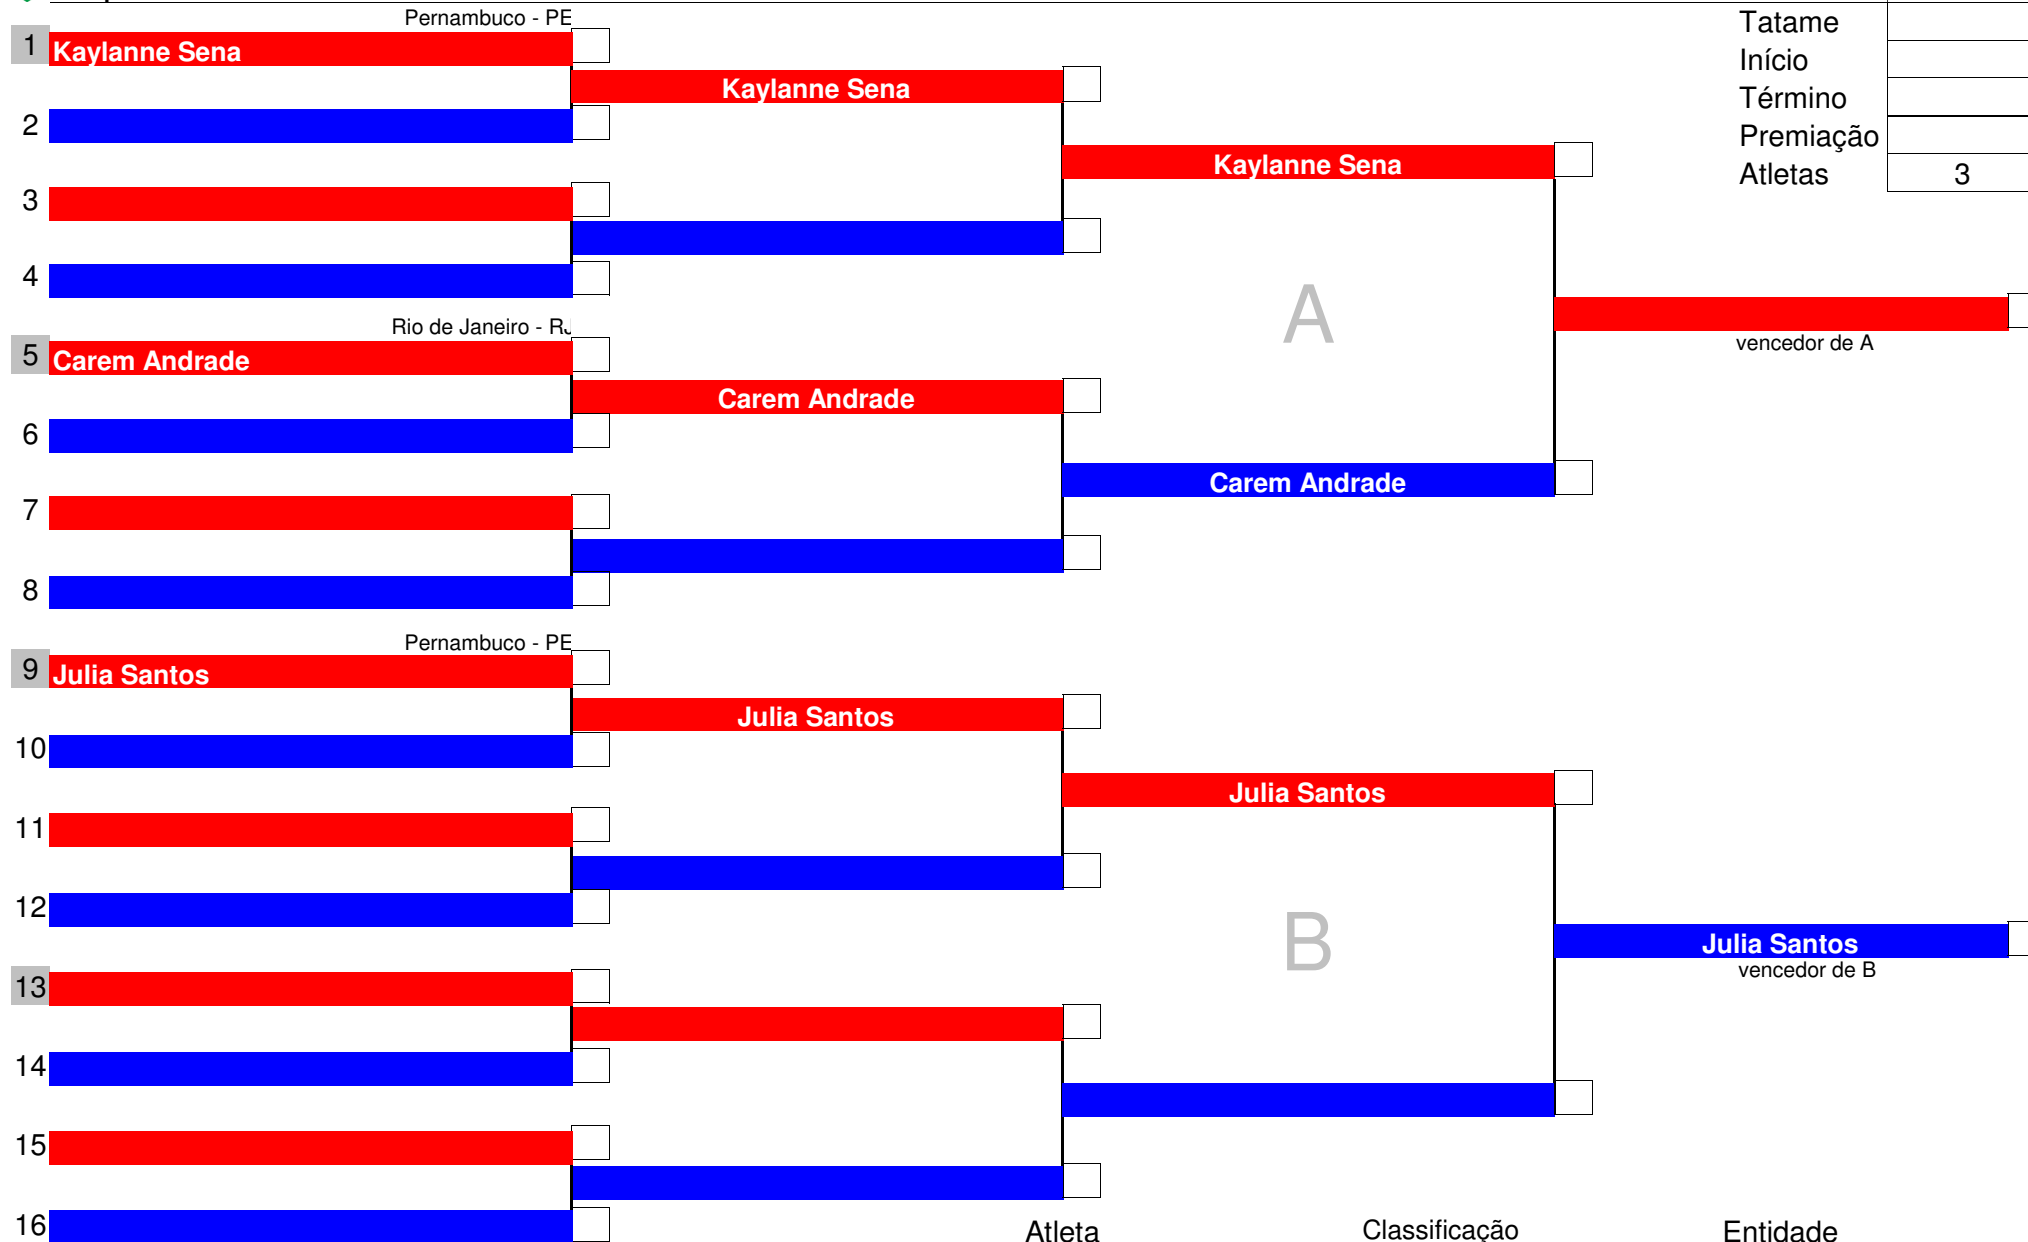 Pernambuco - PE
1 Kaylanne Sena
Kaylanne Sena
2
Kaylanne Sena
3
4
Rio de Janeiro - RJ
5 Carem Andrade
Carem Andrade
6
Carem Andrade
7
8
A
vencedor de A
Pernambuco - PE
9 Julia Santos
Julia Santos
10
Julia Santos
11
12
B
Julia Santos
vencedor de B
13
14
15
16
Tatame
Início
Término
Premiação
Atletas 3
Atleta Classificação Entidade